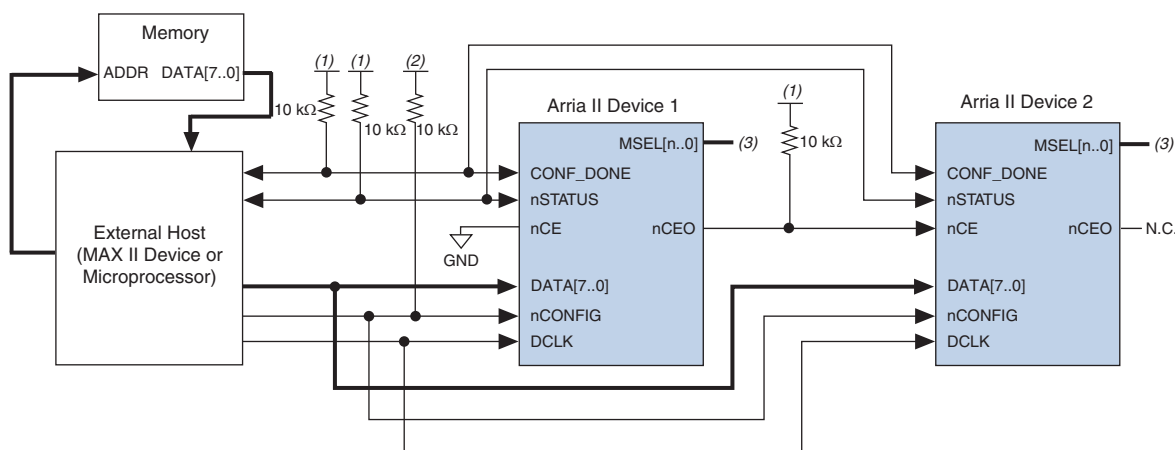 Memory
ADDR DATA[7..0]
(1) (1) (2)
10 kΩ 10 kΩ 10 kΩ
External Host
(MAX II Device or
Microprocessor)
GND
Arria II Device 1
MSEL[n..0] (3)
CONF_DONE
nSTATUS
nCE nCEO
DATA[7..0]
nCONFIG
DCLK
(1)
10 kΩ
Arria II Device 2
MSEL[n..0] (3)
CONF_DONE
nSTATUS
nCE nCEO N.C.
DATA[7..0]
nCONFIG
DCLK